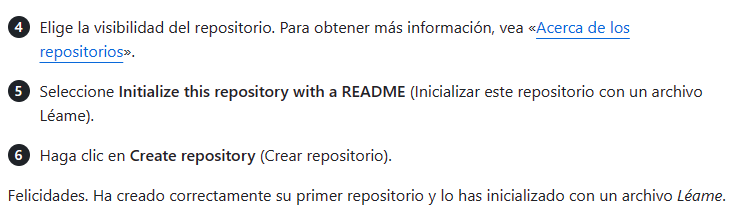 4 Elige la visibilidad del repositorio. Para obtener más información, vea «Acerca de los
repositorios».
5 Seleccione Initialize this repository with a README (Inicializar este repositorio con un archivo
Léame).
6 Haga clic en Create repository (Crear repositorio).
Felicidades. Ha creado correctamente su primer repositorio y lo has inicializado con un archivo Léame.